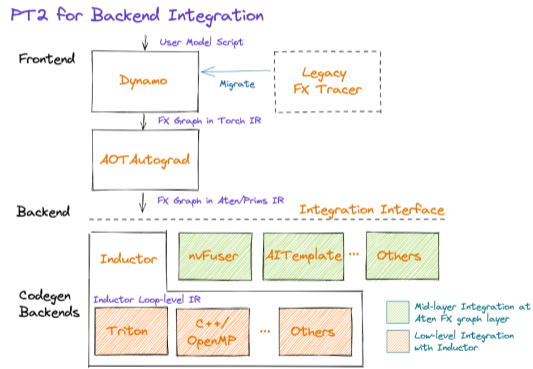 PT2 for Backend Integration
User Model Script
Frontend
Dynamo
Migrate
Legacy
FX Tracer
FX Graph in Torch IR
AOTAutograd
FX Graph in Aten/Prims IR
Backend
Integration Interface
Inductor
nvFuser
AITemplate
...
Others
Codegen
Backends
Inductor Loop-level IR
Triton
C++/
OpenMP
...
Others
Mid-layer Integration at
Aten FX graph layer
Low-level Integration
with Inductor